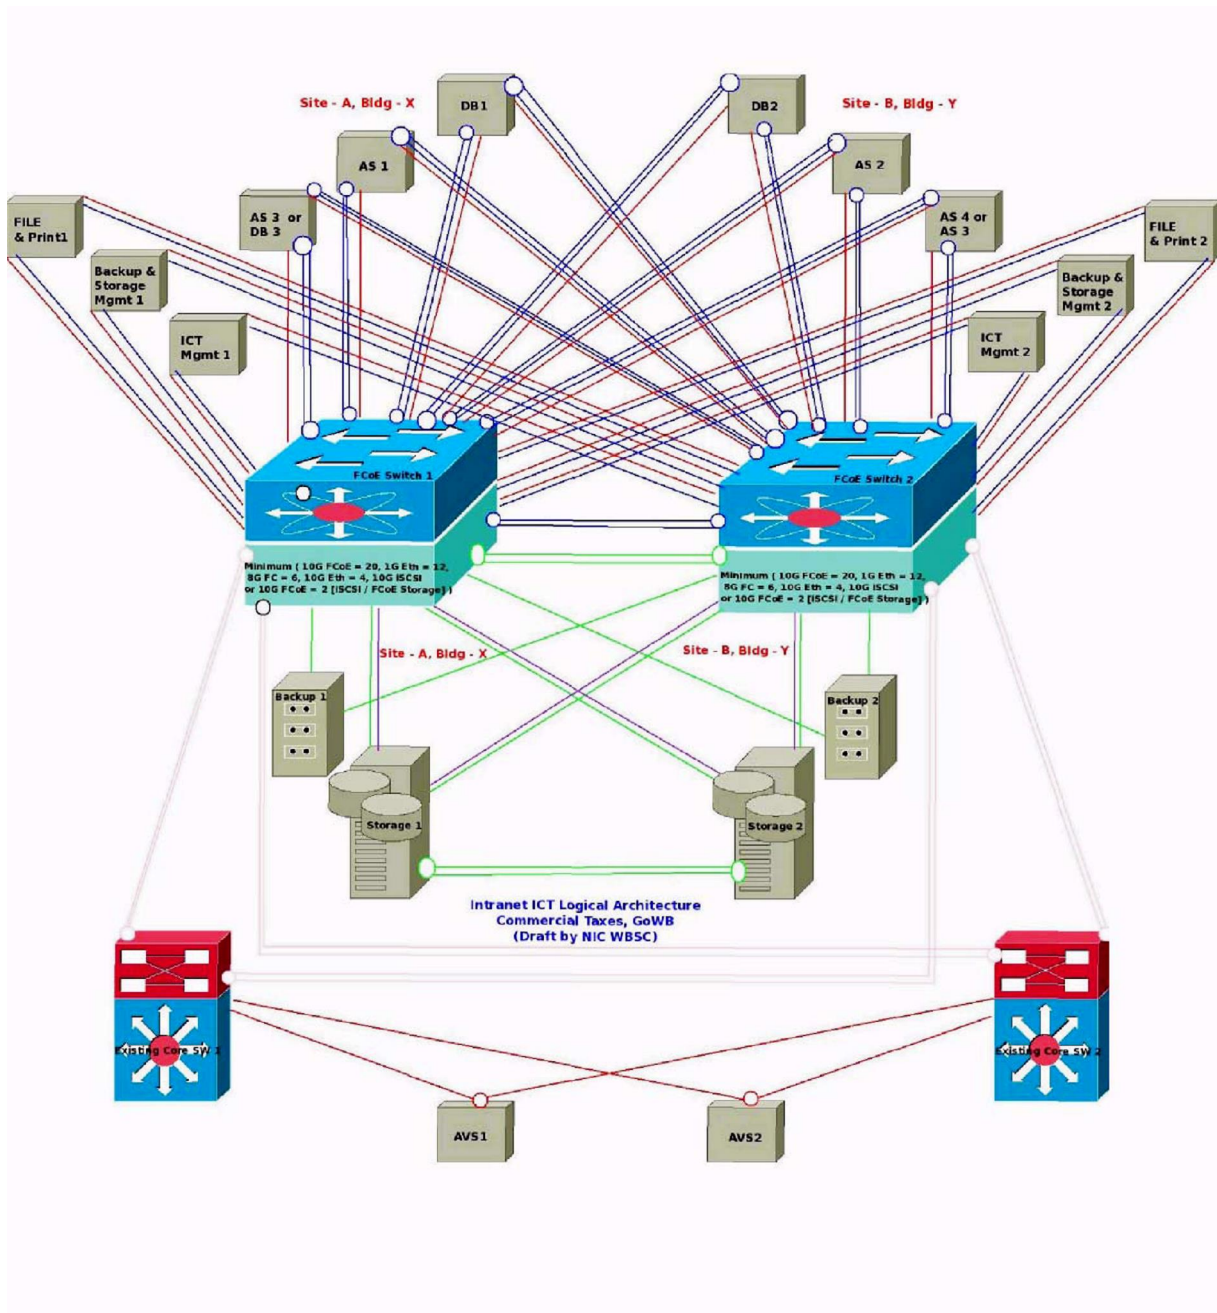 Site - A, Bldg - X
DB1
DB2
Site - B, Bldg - Y
AS 1
AS 2
AS 3 or
DB 3
AS 4 or
AS 3
FILE
& Print1
FILE
& Print 2
Backup &
Storage
Mgmt 1
Backup &
Storage
Mgmt 2
ICT
Mgmt 1
ICT
Mgmt 2
FCoE Switch 1
FCoE Switch 2
Minimum ( 10G FCoE = 20, 1G Eth = 12,
8G FC = 6, 10G Eth = 4, 10G iSCSI
or 10G FCoE = 2 [iSCSI / FCoE Storage] )
Minimum ( 10G FCoE = 20, 1G Eth = 12,
8G FC = 6, 10G Eth = 4, 10G iSCSI
or 10G FCoE = 2 [iSCSI / FCoE Storage] )
Site - A, Bldg - X
Site - B, Bldg - Y
Backup 1
Backup 2
Storage 1
Storage 2
Intranet ICT Logical Architecture
Commercial Taxes, GoWB
(Draft by NIC WBSC)
Existing Core SW 1
Existing Core SW 2
AVS1
AVS2